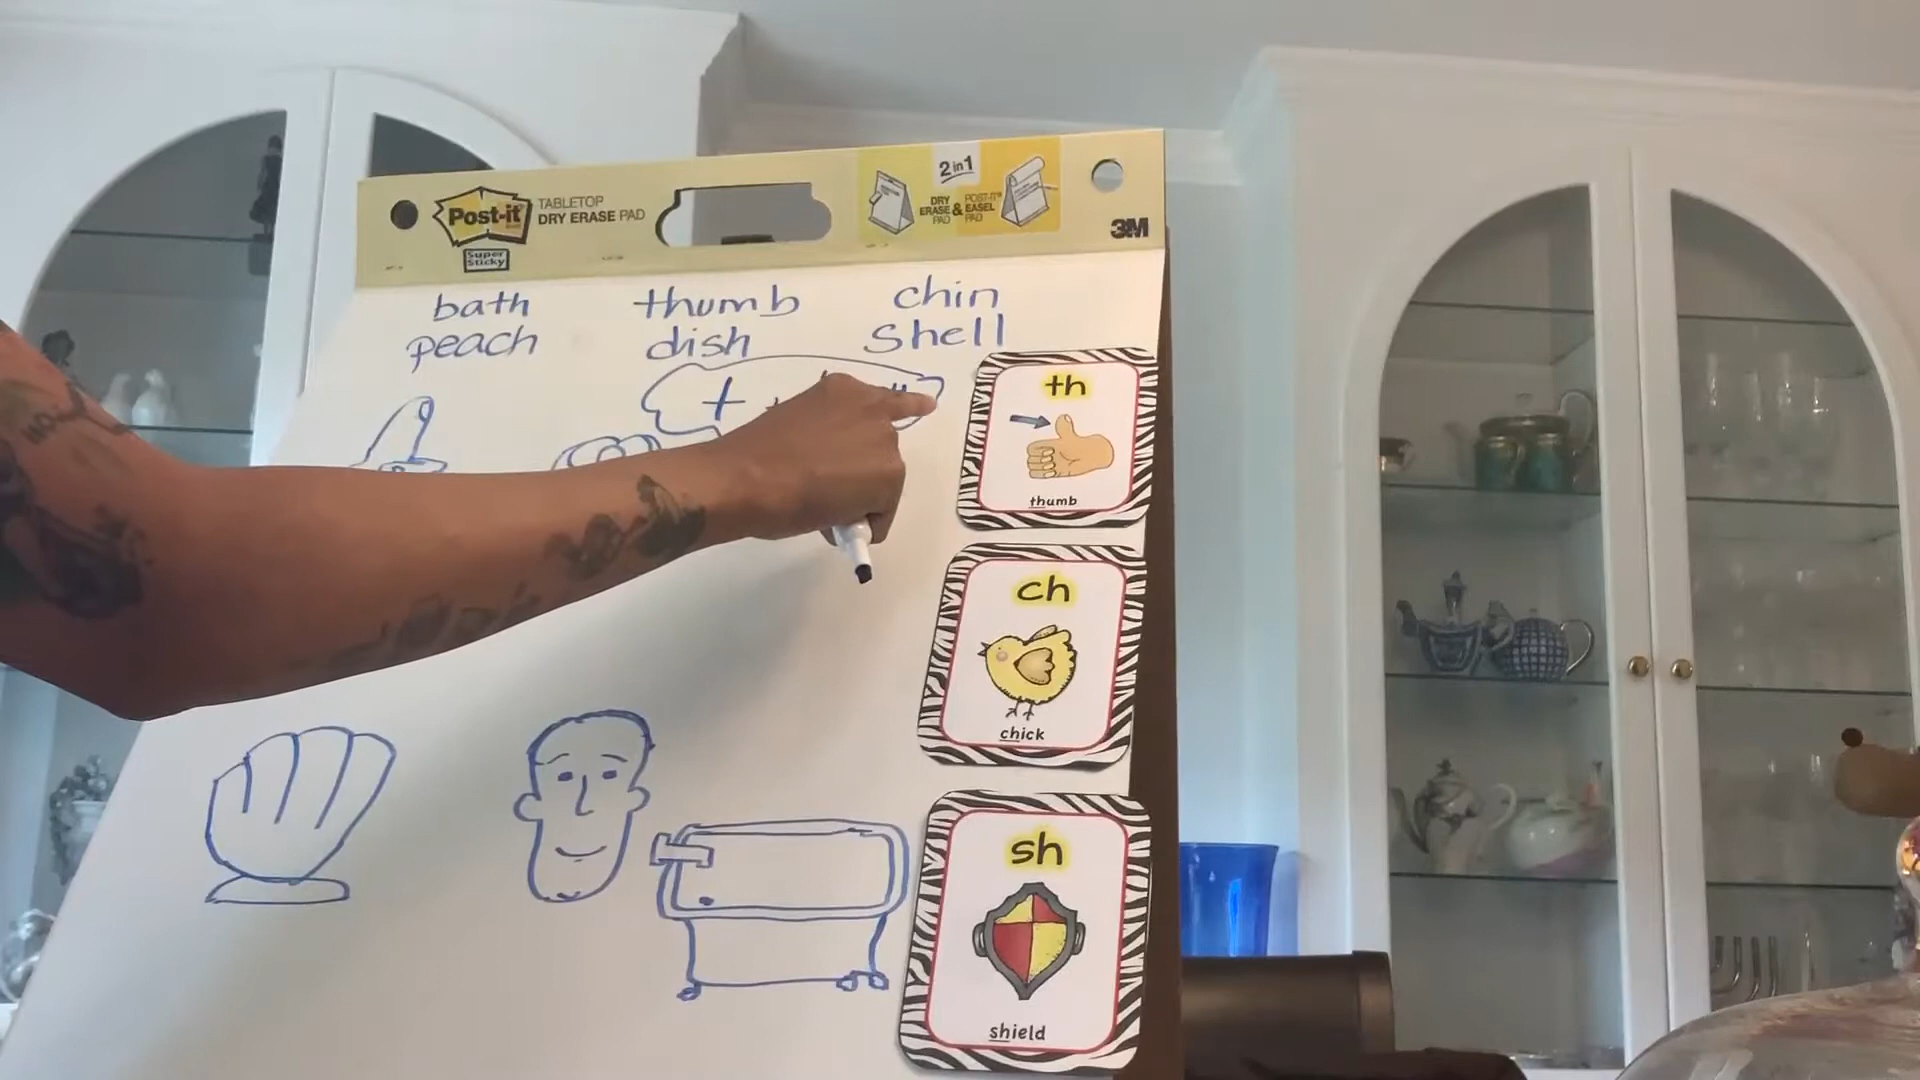 Post-it
Super
Sticky
TABLETOP
DRY ERASE PAD
2 in 1
DRY
ERASE
PAD
&
POST-IT
EASEL
PAD
3M
bath thumb chin
peach dish shell
th
thumb
ch
chick
sh
shield